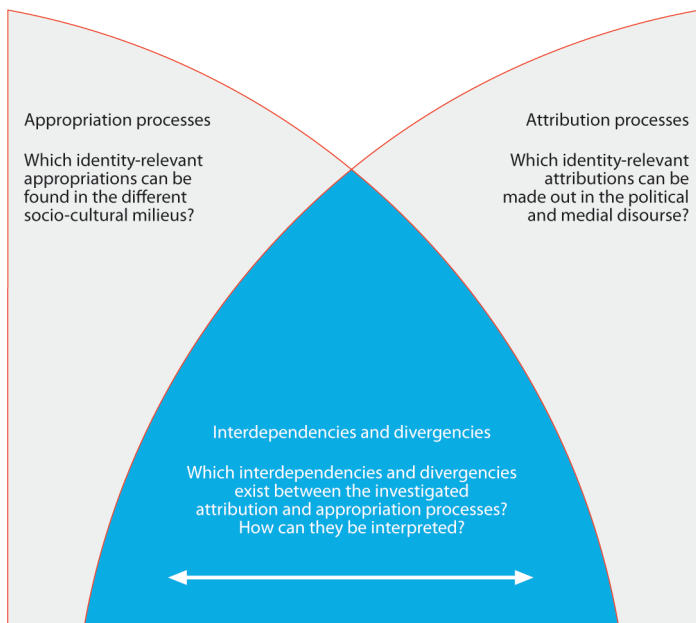 Appropriation processes
Which identity-relevant
appropriations can be
found in the different
socio-cultural milieus?
Attribution processes
Which identity-relevant
attributions can be
made out in the political
and medial disourse?
Interdependencies and divergencies
Which interdependencies and divergencies
exist between the investigated
attribution and appropriation processes?
How can they be interpreted?